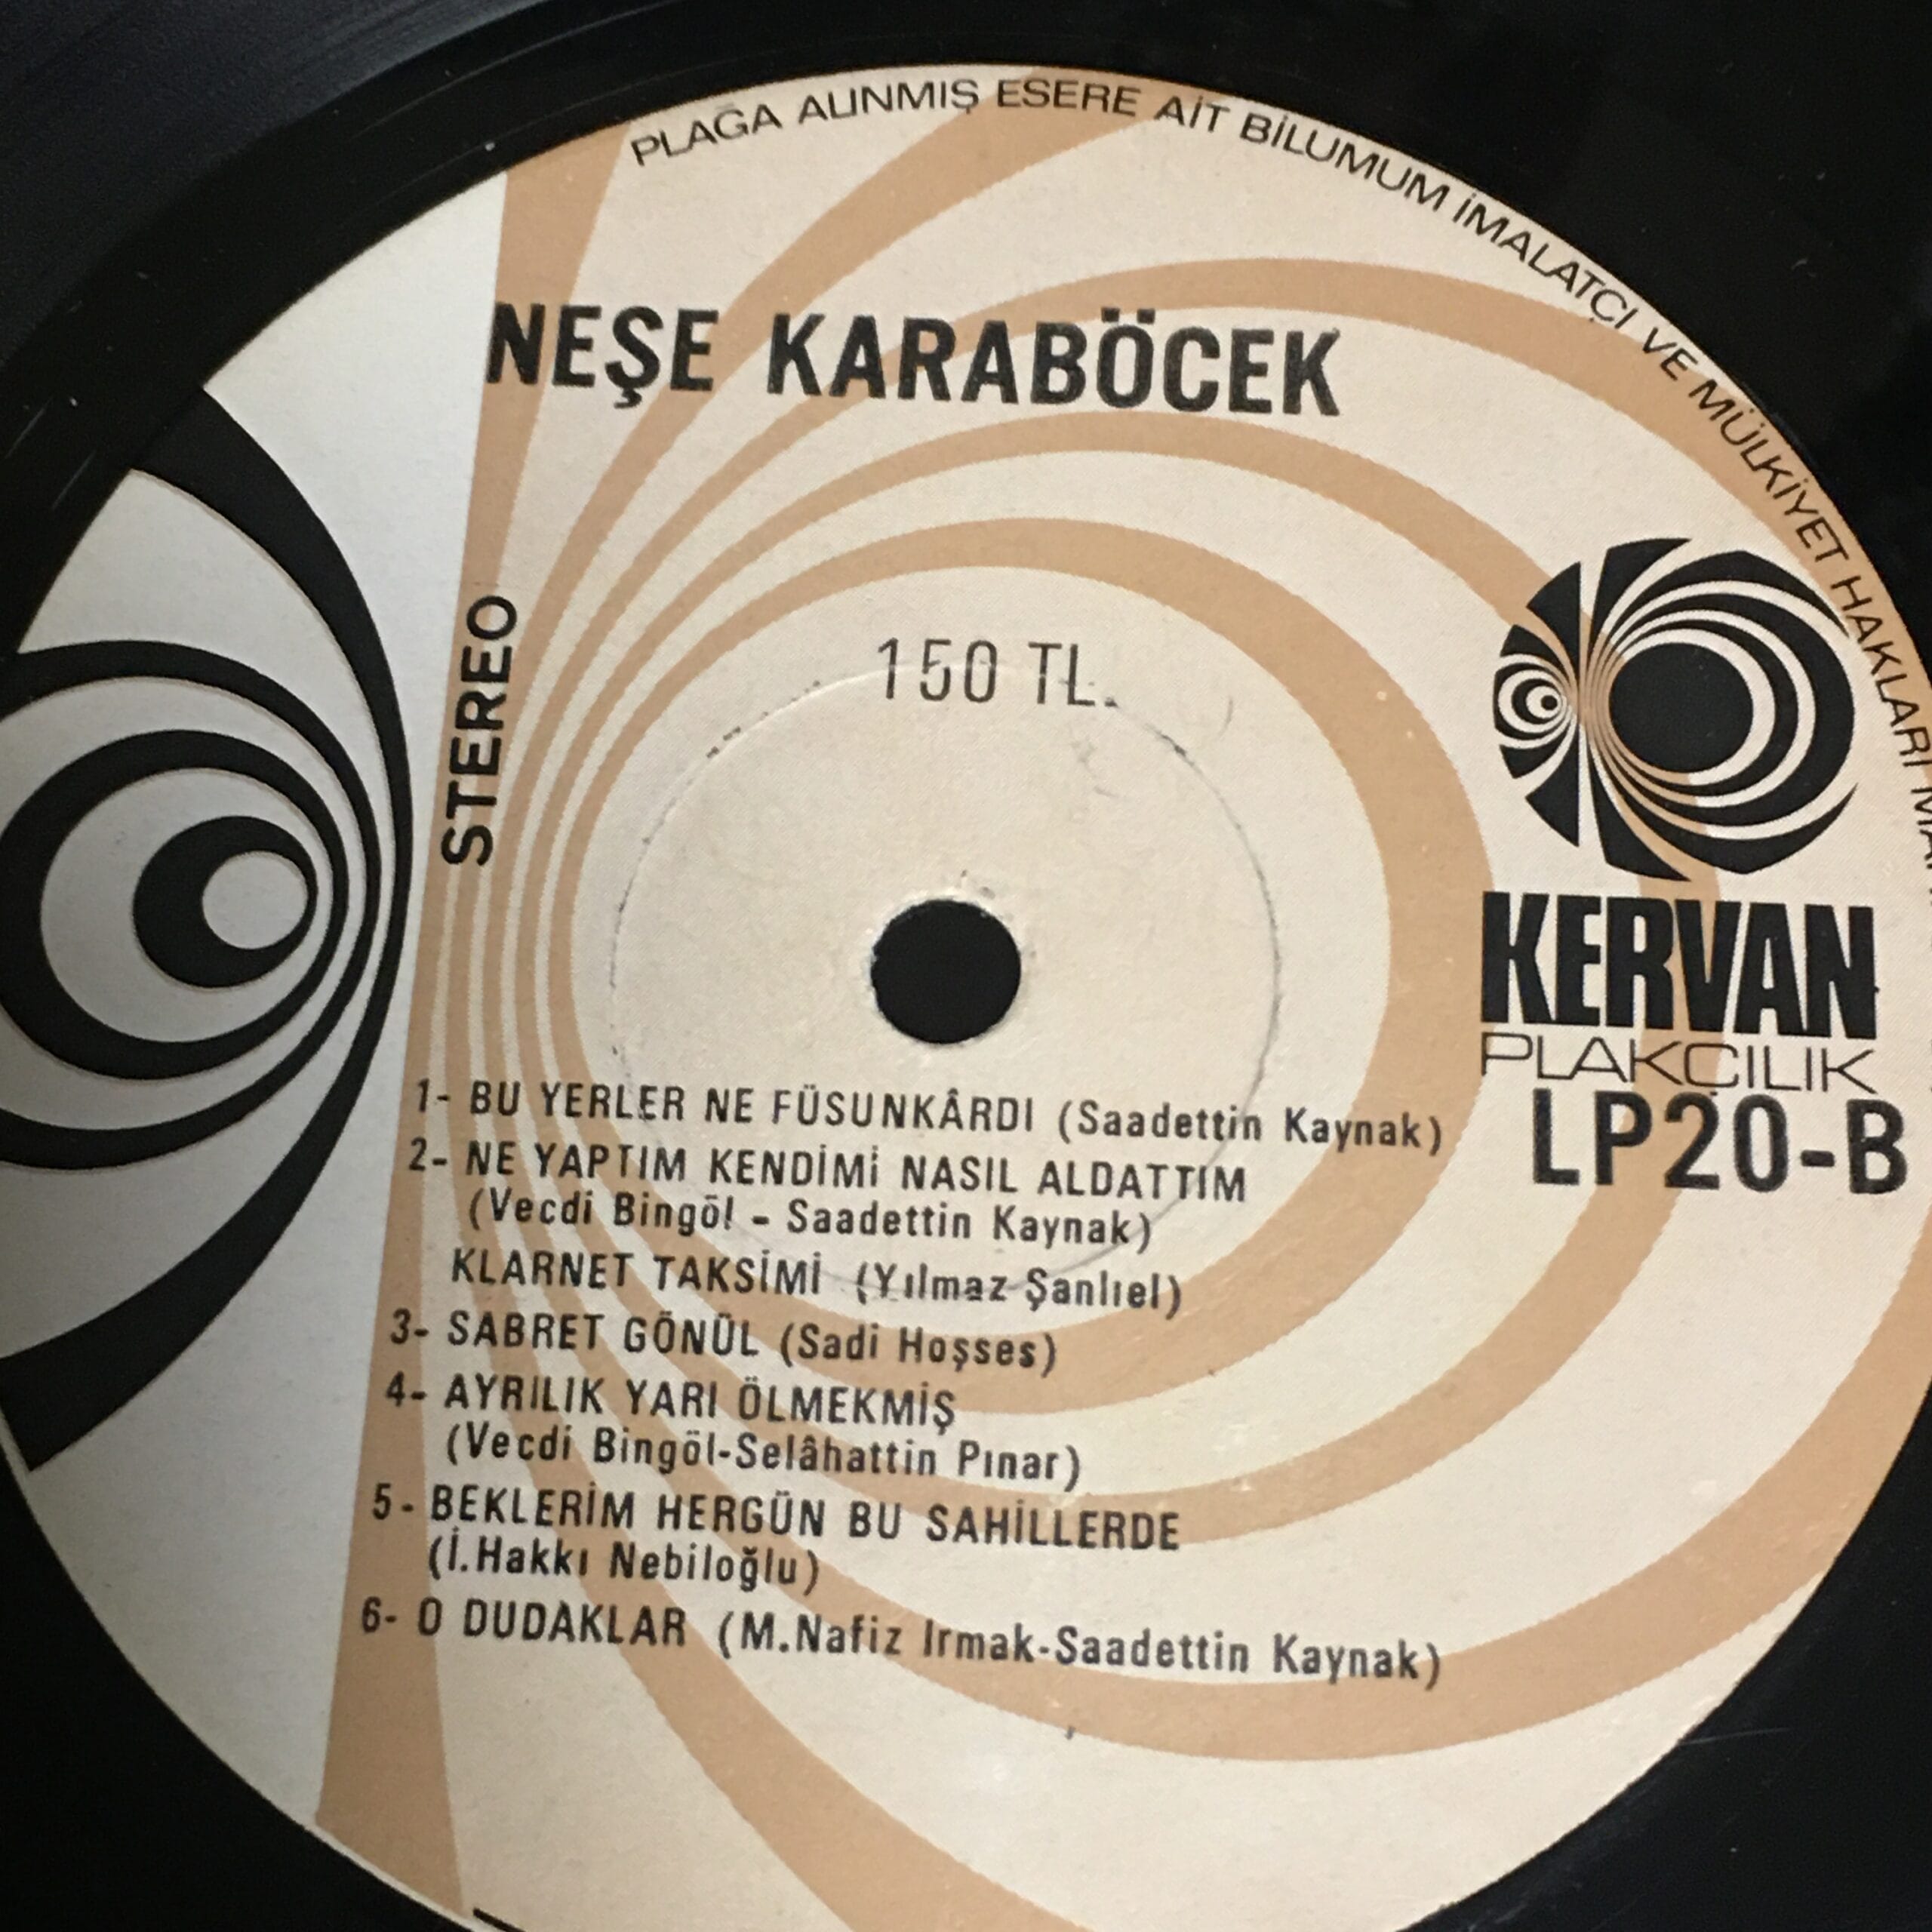 PLAĞA ALINMIŞ ESERE AİT BİLUMUM İMALATÇI VE MÜLKİYET HAKLARI
NEŞE KARABÖCEK
150 TL.
STEREO
KERVAN
PLAKÇILIK
LP20-B
1- BU YERLER NE FÜSUNKÂRDI (Saadettin Kaynak)
2- NE YAPTIM KENDİMİ NASIL ALDATTIM
(Vecdi Bingöl - Saadettin Kaynak)
KLARNET TAKSİMİ (Yılmaz Şanlıel)
3- SABRET GÖNÜL (Sadi Hoşses)
4- AYRILIK YARI ÖLMEKMİŞ
(Vecdi Bingöl-Selâhattin Pınar)
5- BEKLERİM HERGÜN BU SAHİLLERDE
(İ.Hakkı Nebiloğlu)
6- O DUDAKLAR (M.Nafiz Irmak-Saadettin Kaynak)